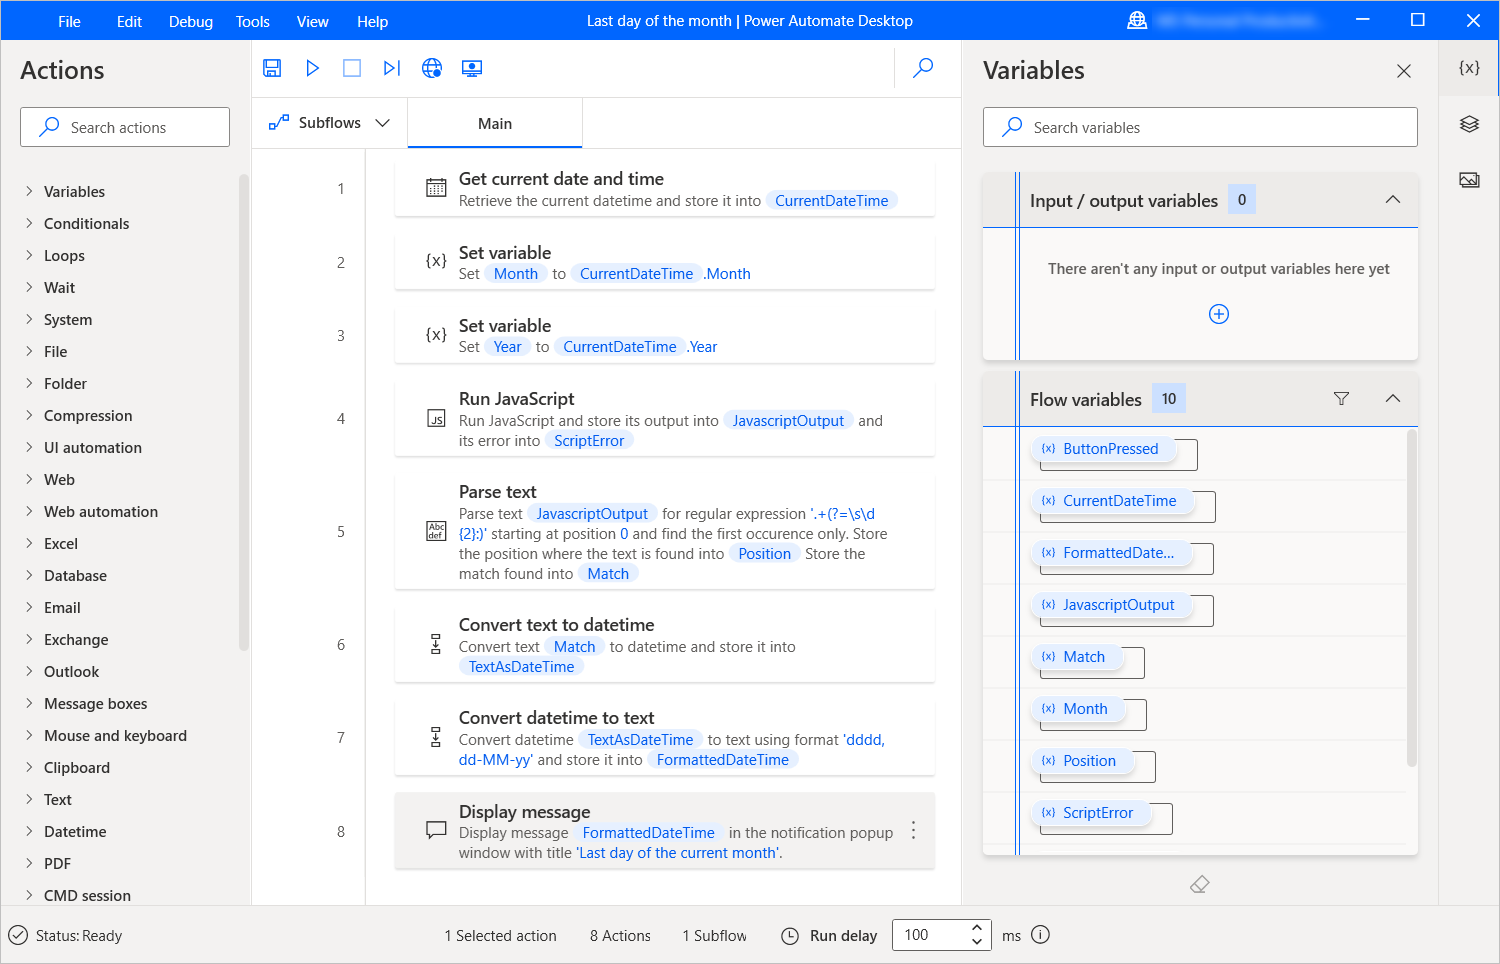 File Edit Debug Tools View Help Last day of the month | Power Automate Desktop
Actions
Search actions
Variables
Conditionals
Loops
Wait
System
File
Folder
Compression
UI automation
Web
Web automation
Excel
Database
Email
Exchange
Outlook
Message boxes
Mouse and keyboard
Clipboard
Text
Datetime
PDF
CMD session
Subflows
Main
1
Get current date and time
Retrieve the current datetime and store it into CurrentDateTime
2
{x}
Set variable
Set Month to CurrentDateTime .Month
3
{x}
Set variable
Set Year to CurrentDateTime .Year
4
JS
Run JavaScript
Run JavaScript and store its output into JavascriptOutput and
its error into ScriptError
5
Abc
def
Parse text
Parse text JavascriptOutput for regular expression '.+(?=\s\d
{2}:)' starting at position 0 and find the first occurence only. Store
the position where the text is found into Position Store the
match found into Match
6
Convert text to datetime
Convert text Match to datetime and store it into
TextAsDateTime
7
Convert datetime to text
Convert datetime TextAsDateTime to text using format 'dddd,
dd-MM-yy' and store it into FormattedDateTime
8
Display message
Display message FormattedDateTime in the notification popup
window with title 'Last day of the current month'.
Variables
{x}
Search variables
Input / output variables 0
There aren't any input or output variables here yet
Flow variables 10
{x} ButtonPressed
{x} CurrentDateTime
{x} FormattedDate...
{x} JavascriptOutput
{x} Match
{x} Month
{x} Position
{x} ScriptError
Status: Ready 1 Selected action 8 Actions 1 Subflow Run delay 100 ms